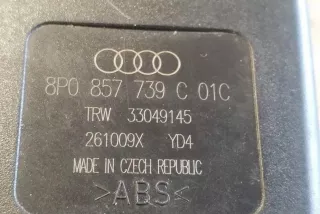 8P0 857 739 C 01C
TRW 33049145
261009X YD4
MADE IN CZECH REPUBLIC
>ABS<